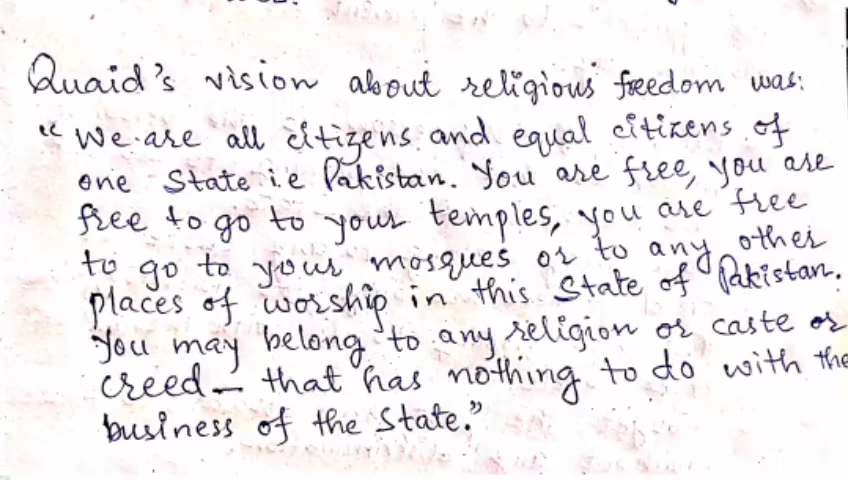 Quaid's vision about religious freedom was:
"We are all citizens and equal citizens of
one State i.e Pakistan. You are free, you are
free to go to your temples, you are free
to go to your mosques or to any other
places of worship in this State of Pakistan.
You may belong to any religion or caste or
creed— that has nothing to do with the
business of the State."